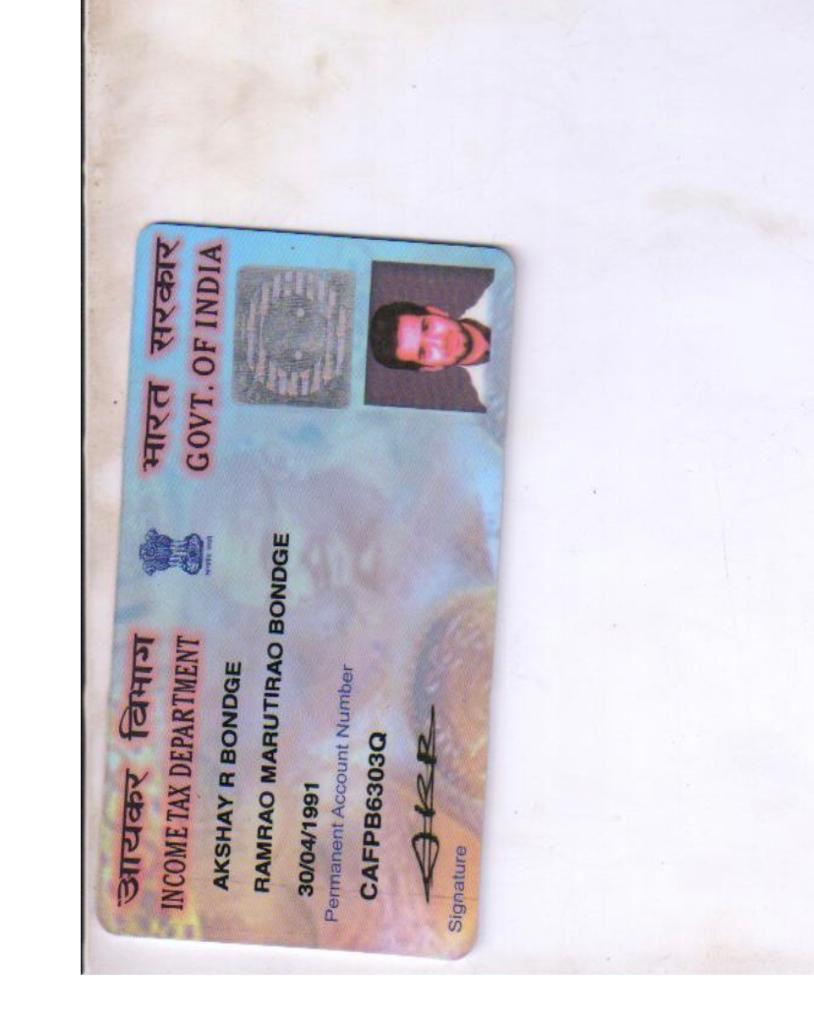 आयकर विभाग
INCOME TAX DEPARTMENT
भारत सरकार
GOVT. OF INDIA
AKSHAY R BONDGE
RAMRAO MARUTIRAO BONDGE
30/04/1991
Permanent Account Number
CAFPB6303Q
Signature